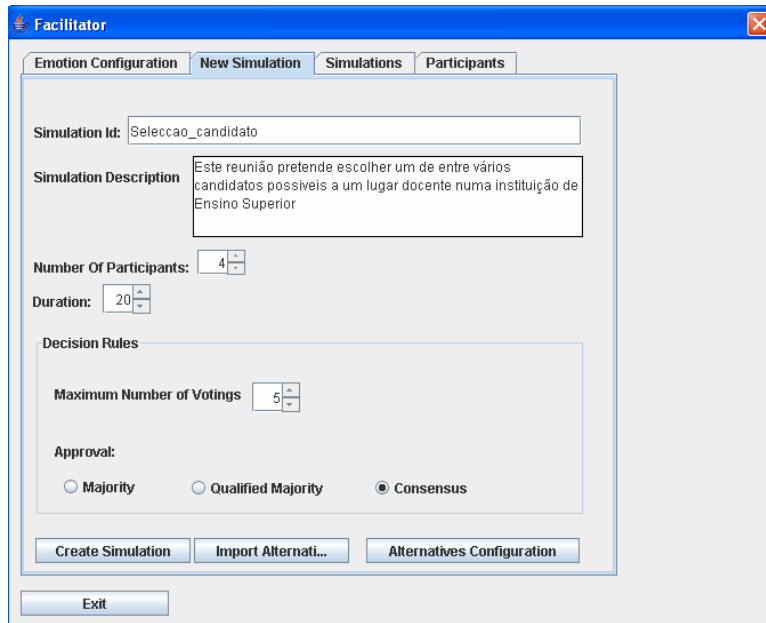 Facilitator
Emotion Configuration New Simulation Simulations Participants
Simulation Id: Seleccao_candidato
Simulation Description
Este reunião pretende escolher um de entre vários
candidatos possiveis a um lugar docente numa instituição de
Ensino Superior
Number Of Participants: 4
Duration: 20
Decision Rules
Maximum Number of Votings 5
Approval:
Majority Qualified Majority Consensus
Create Simulation Import Alternati... Alternatives Configuration
Exit